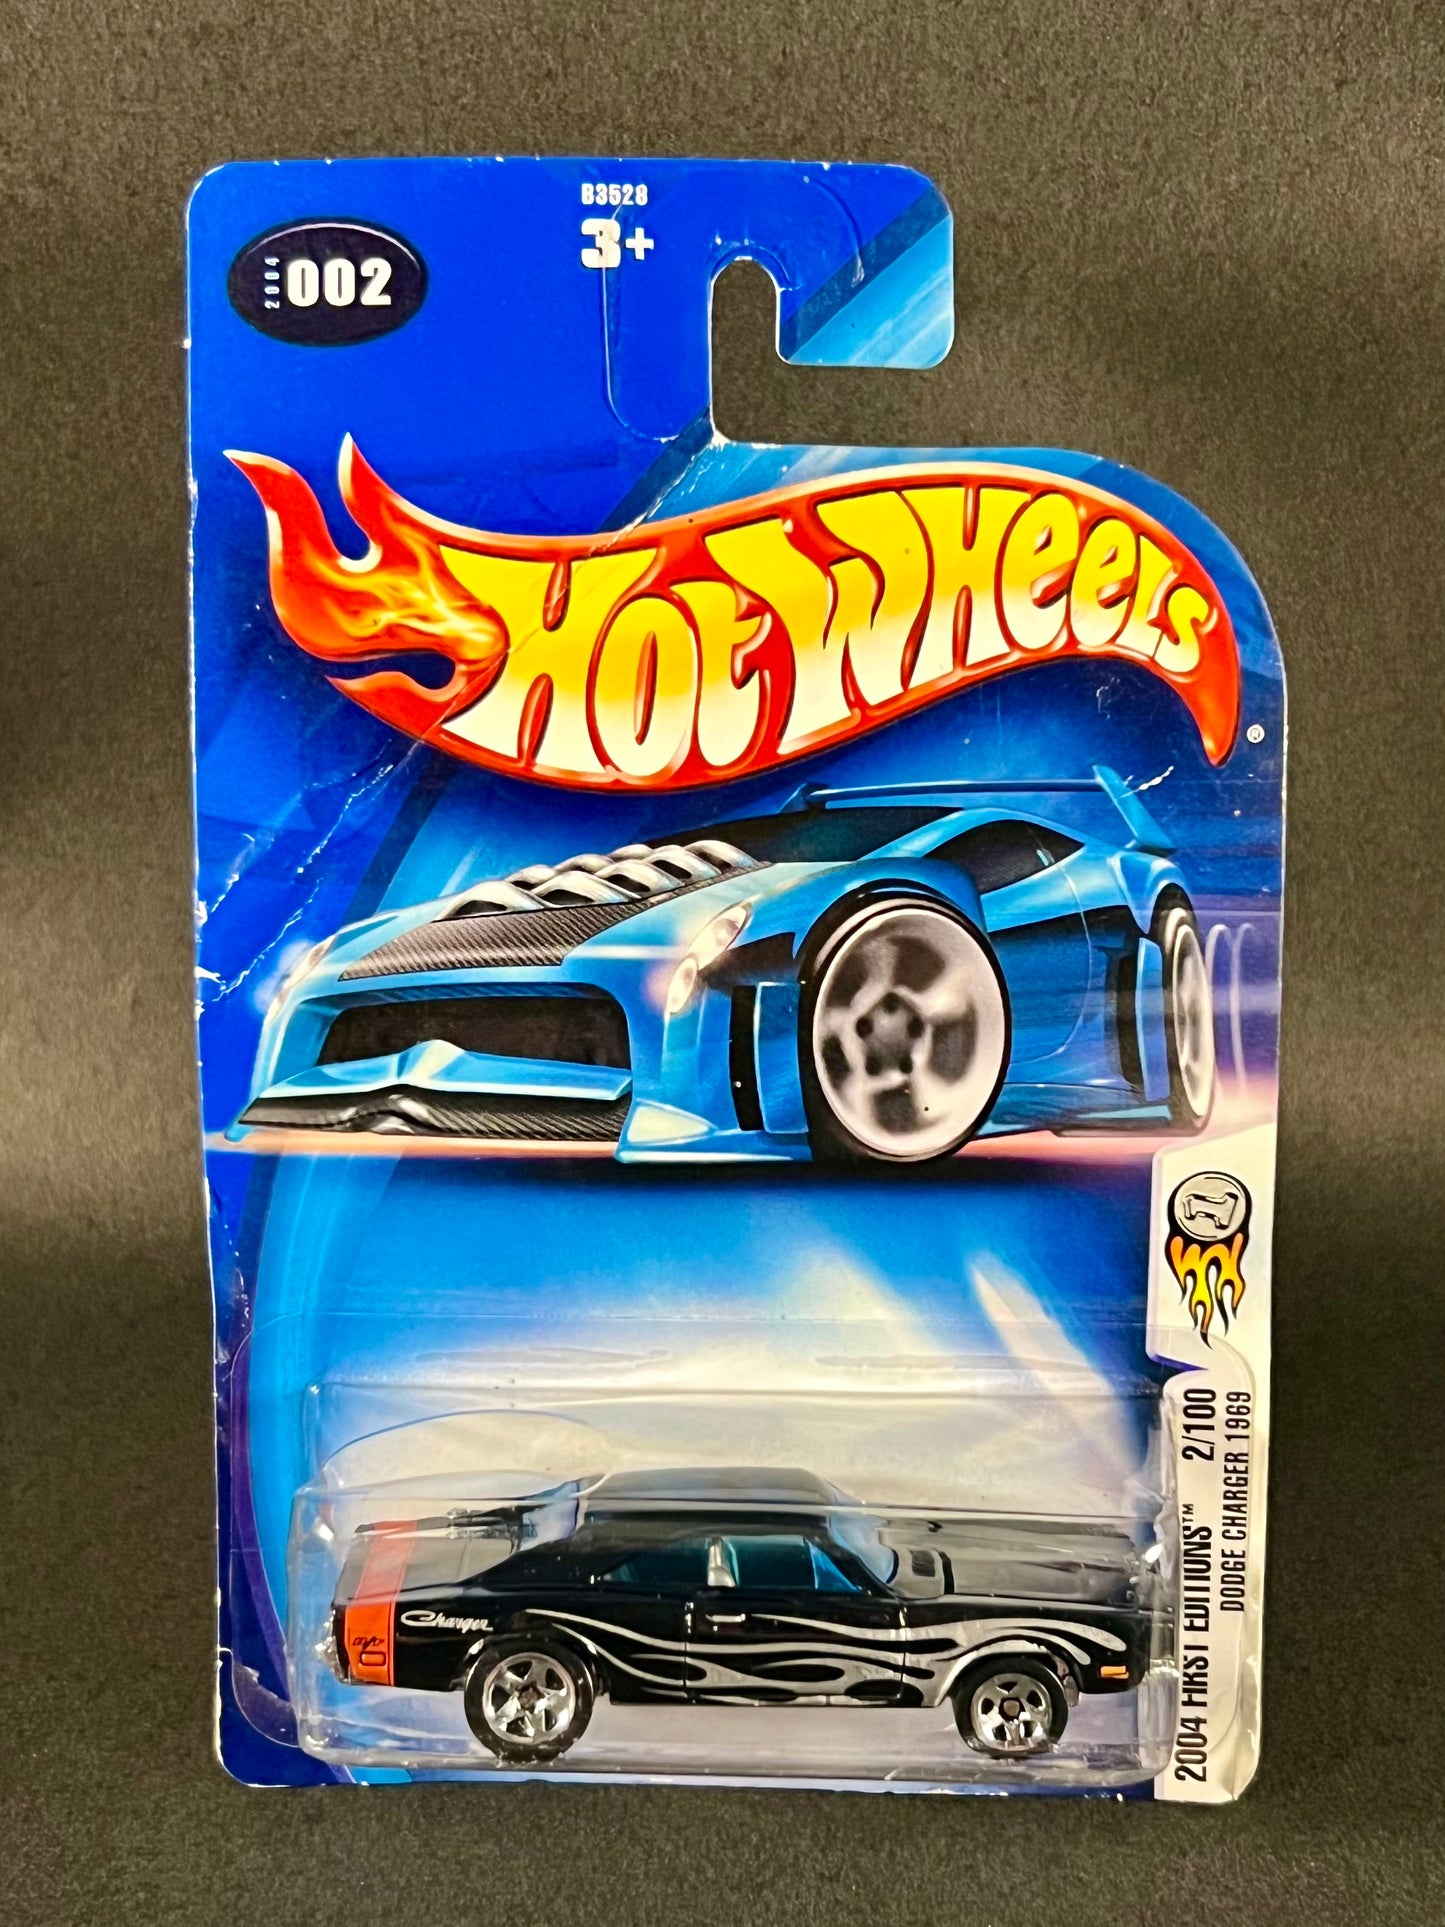 B3528
3+
2004
002
HOT WHEELS
®
2004 FIRST EDITIONS™ 2/100
DODGE CHARGER 1969
Charger